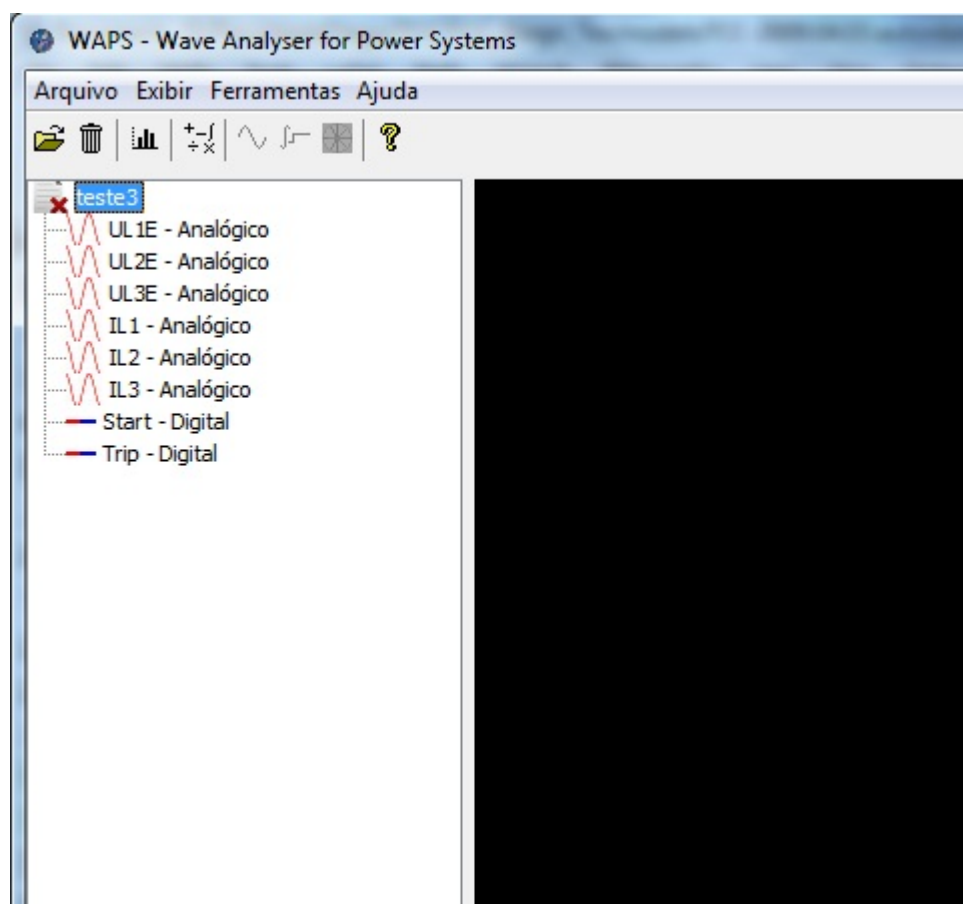 WAPS - Wave Analyser for Power Systems
Arquivo Exibir Ferramentas Ajuda
teste3
UL1E - Analógico
UL2E - Analógico
UL3E - Analógico
IL1 - Analógico
IL2 - Analógico
IL3 - Analógico
Start - Digital
Trip - Digital